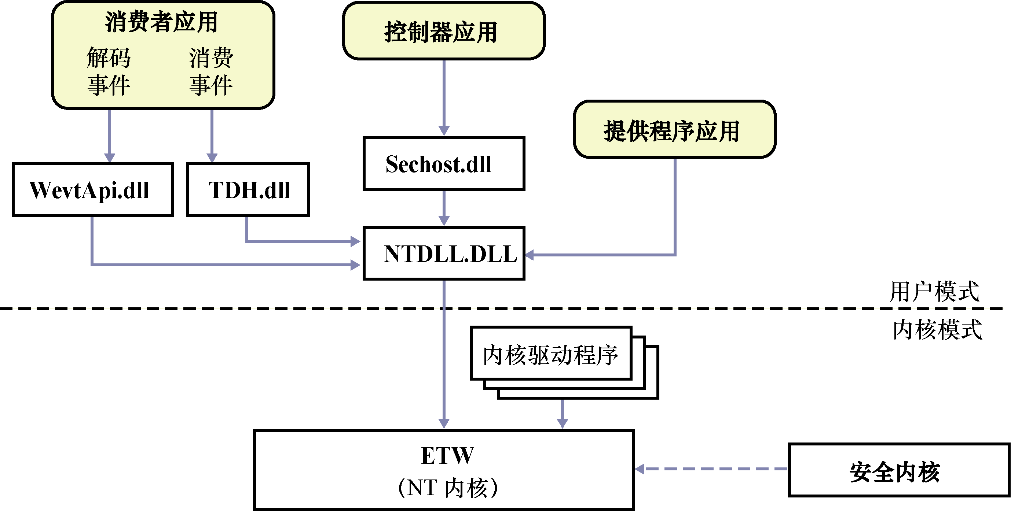 消费者应用
解码
事件
消费
事件
控制器应用
提供程序应用
WevtApi.dll
TDH.dll
Sechost.dll
NTDLL.DLL
用户模式
内核模式
内核驱动程序
ETW
（NT 内核）
安全内核